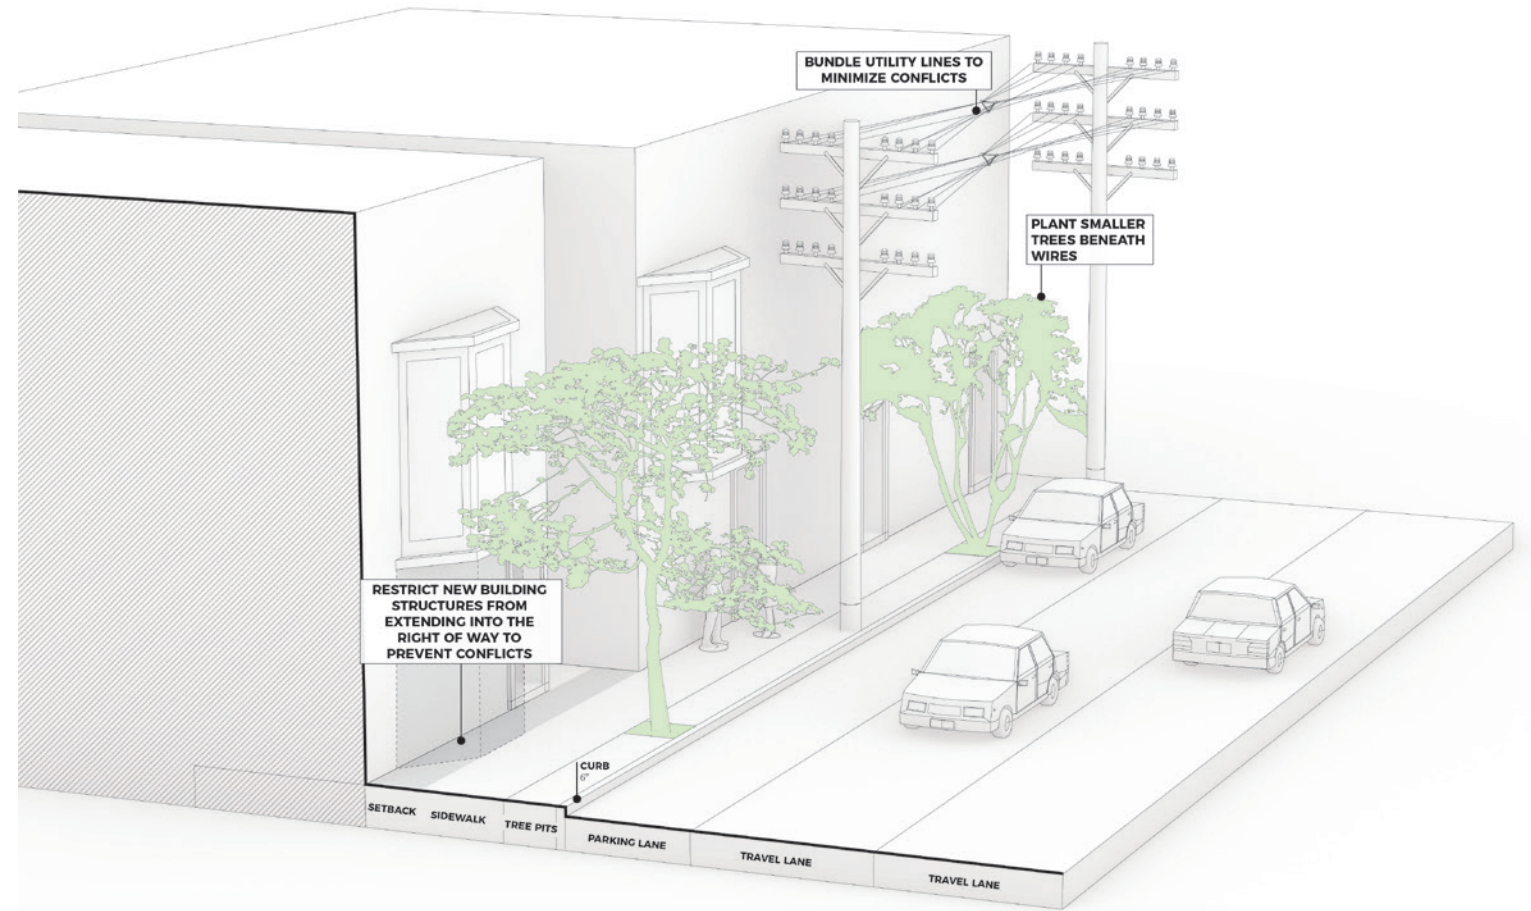 BUNDLE UTILITY LINES TO
MINIMIZE CONFLICTS
PLANT SMALLER
TREES BENEATH
WIRES
RESTRICT NEW BUILDING
STRUCTURES FROM
EXTENDING INTO THE
RIGHT OF WAY TO
PREVENT CONFLICTS
CURB
6"
SETBACK
SIDEWALK
TREE PITS
PARKING LANE
TRAVEL LANE
TRAVEL LANE